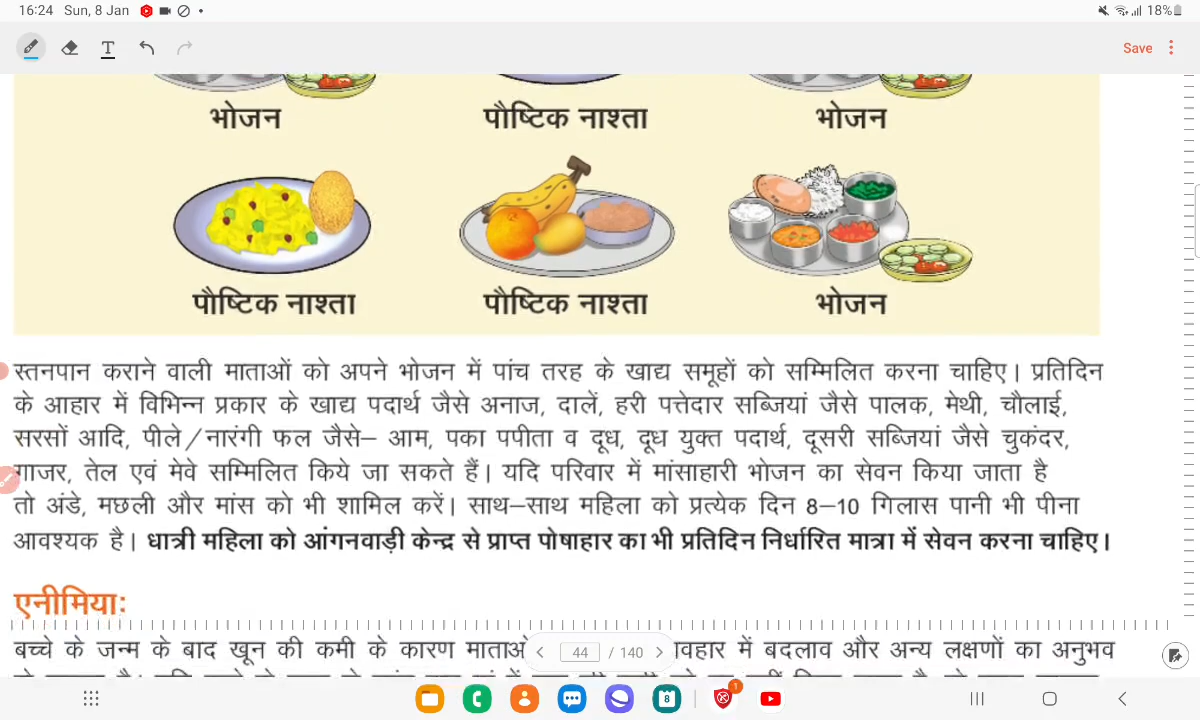 16:24 Sun, 8 Jan 18%
T Save
भोजन पौष्टिक नाश्ता भोजन
पौष्टिक नाश्ता पौष्टिक नाश्ता भोजन
स्तनपान कराने वाली माताओं को अपने भोजन में पांच तरह के खाद्य समूहों को सम्मिलित करना चाहिए। प्रतिदिन
के आहार में विभिन्न प्रकार के खाद्य पदार्थ जैसे अनाज, दालें, हरी पत्तेदार सब्जियां जैसे पालक, मेथी, चौलाई,
सरसों आदि, पीले/नारंगी फल जैसे– आम, पका पपीता व दूध, दूध युक्त पदार्थ, दूसरी सब्जियां जैसे चुकंदर,
गाजर, तेल एवं मेवे सम्मिलित किये जा सकते हैं। यदि परिवार में मांसाहारी भोजन का सेवन किया जाता है
तो अंडे, मछली और मांस को भी शामिल करें। साथ–साथ महिला को प्रत्येक दिन 8–10 गिलास पानी भी पीना
आवश्यक है। धात्री महिला को आंगनवाड़ी केन्द्र से प्राप्त पोषाहार का भी प्रतिदिन निर्धारित मात्रा में सेवन करना चाहिए।
एनीमियाः
बच्चे के जन्म के बाद खून की कमी के कारण में बदलाव और अन्य लक्षणों का अनुभव
44 / 140
8 1